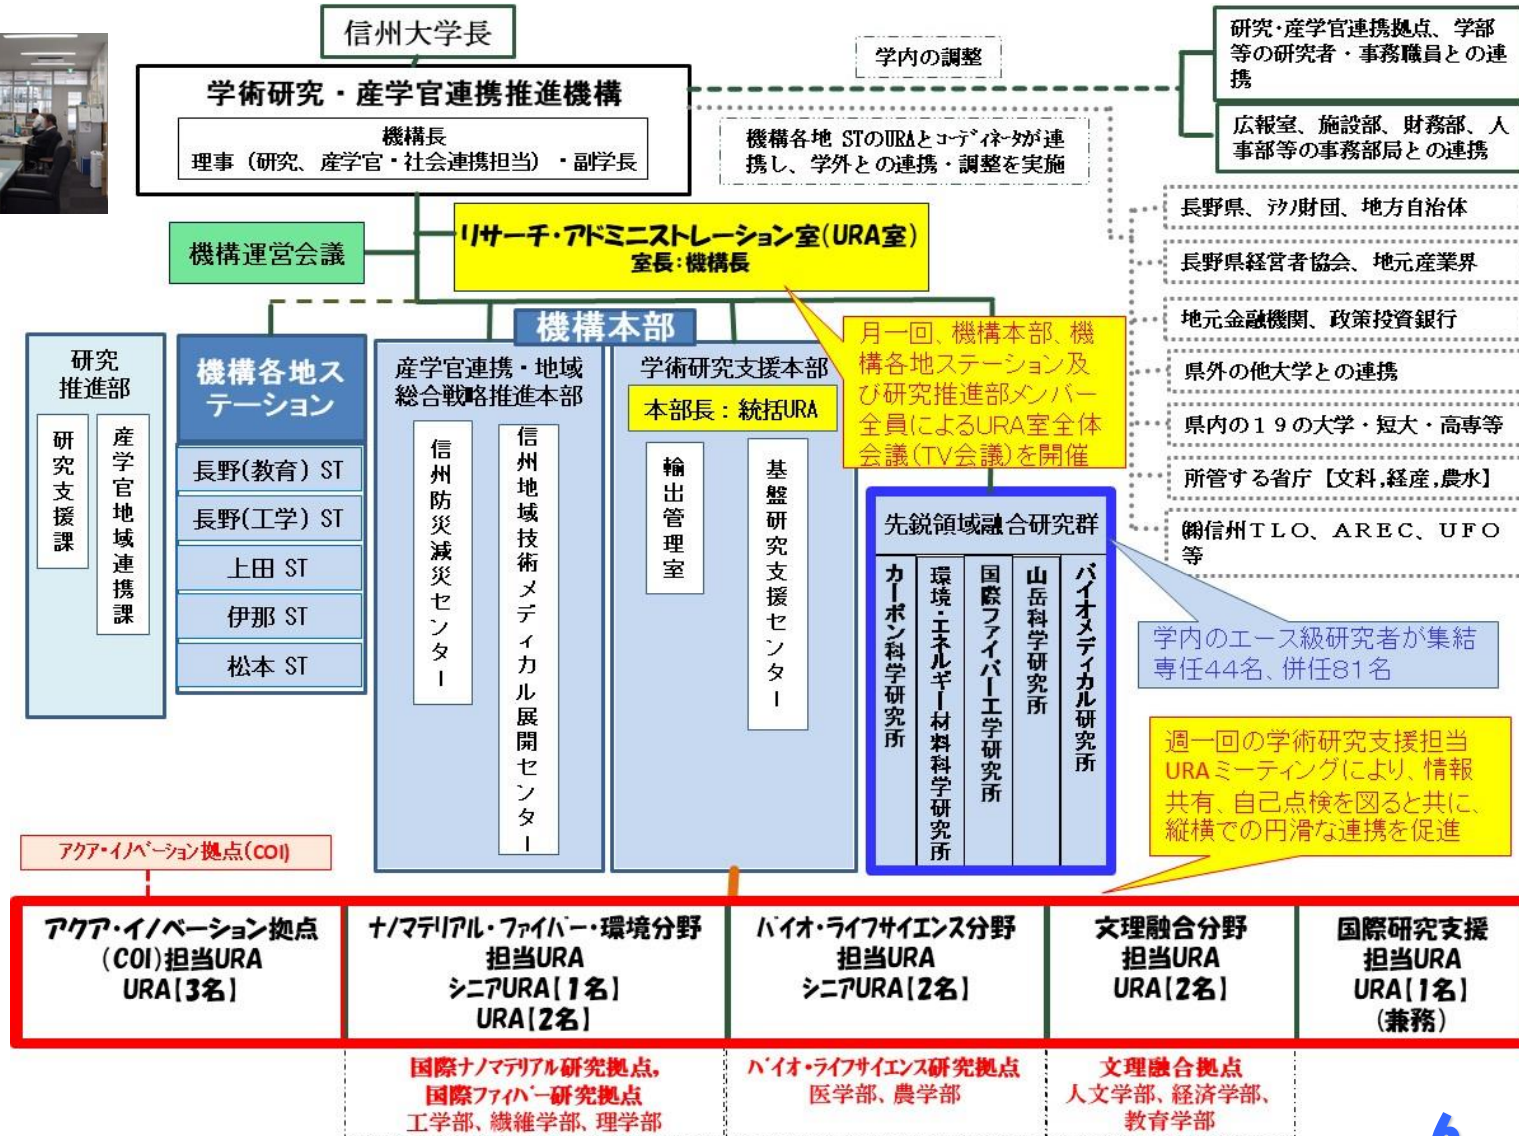 信州大学長
学術研究・産学官連携推進機構
機構長
理事（研究、産学官・社会連携担当）・副学長
学内の調整
研究・産学官連携拠点、学部
等の研究者・事務職員との連
携
広報室、施設部、財務部、人
事部等の事務部局との連携
機構各地 STのURAとｺｰﾃﾞｨﾈｰﾀが連
携し、学外との連携・調整を実施
長野県、ﾃｸﾉ財団、地方自治体
長野県経営者協会、地元産業界
地元金融機関、政策投資銀行
県外の他大学との連携
県内の１９の大学・短大・高専等
所管する省庁【文科,経産,農水】
㈱信州ＴＬＯ、ＡＲＥＣ、ＵＦＯ
等
機構運営会議
リサーチ・アドミニストレーション室(URA室)
室長：機構長
月一回、機構本部、機
構各地ステーション及
び研究推進部メンバー
全員によるURA室全体
会議(TV会議)を開催
研究
推進部
研究支援課
産学官地域連携課
機構各地ス
テーション
長野(教育) ST
長野(工学) ST
上田 ST
伊那 ST
松本 ST
機構本部
産学官連携・地域
総合戦略推進本部
信州防災減災センター
信州地域技術メディカル展開センター
学術研究支援本部
本部長：統括URA
輸出管理室
基盤研究支援センター
先鋭領域融合研究群
カーボン科学研究所
環境・エネルギー材料科学研究所
国際ファイバー工学研究所
山岳科学研究所
バイオメディカル研究所
学内のエース級研究者が集結
専任44名、併任81名
週一回の学術研究支援担当
URAミーティングにより、情報
共有、自己点検を図ると共に、
縦横での円滑な連携を促進
アクア・イノベーション拠点(COI)
アクア・イノベーション拠点
(COI)担当URA
URA【3名】
ナノマテリアル・ファイバー・環境分野
担当URA
シニアURA【1名】
URA【2名】
バイオ・ライフサイエンス分野
担当URA
シニアURA【2名】
文理融合分野
担当URA
URA【2名】
国際研究支援
担当URA
URA【1名】
(兼務)
国際ナノマテリアル研究拠点,
国際ファイバー研究拠点
工学部、繊維学部、理学部
バイオ・ライフサイエンス研究拠点
医学部、農学部
文理融合拠点
人文学部、経済学部、
教育学部